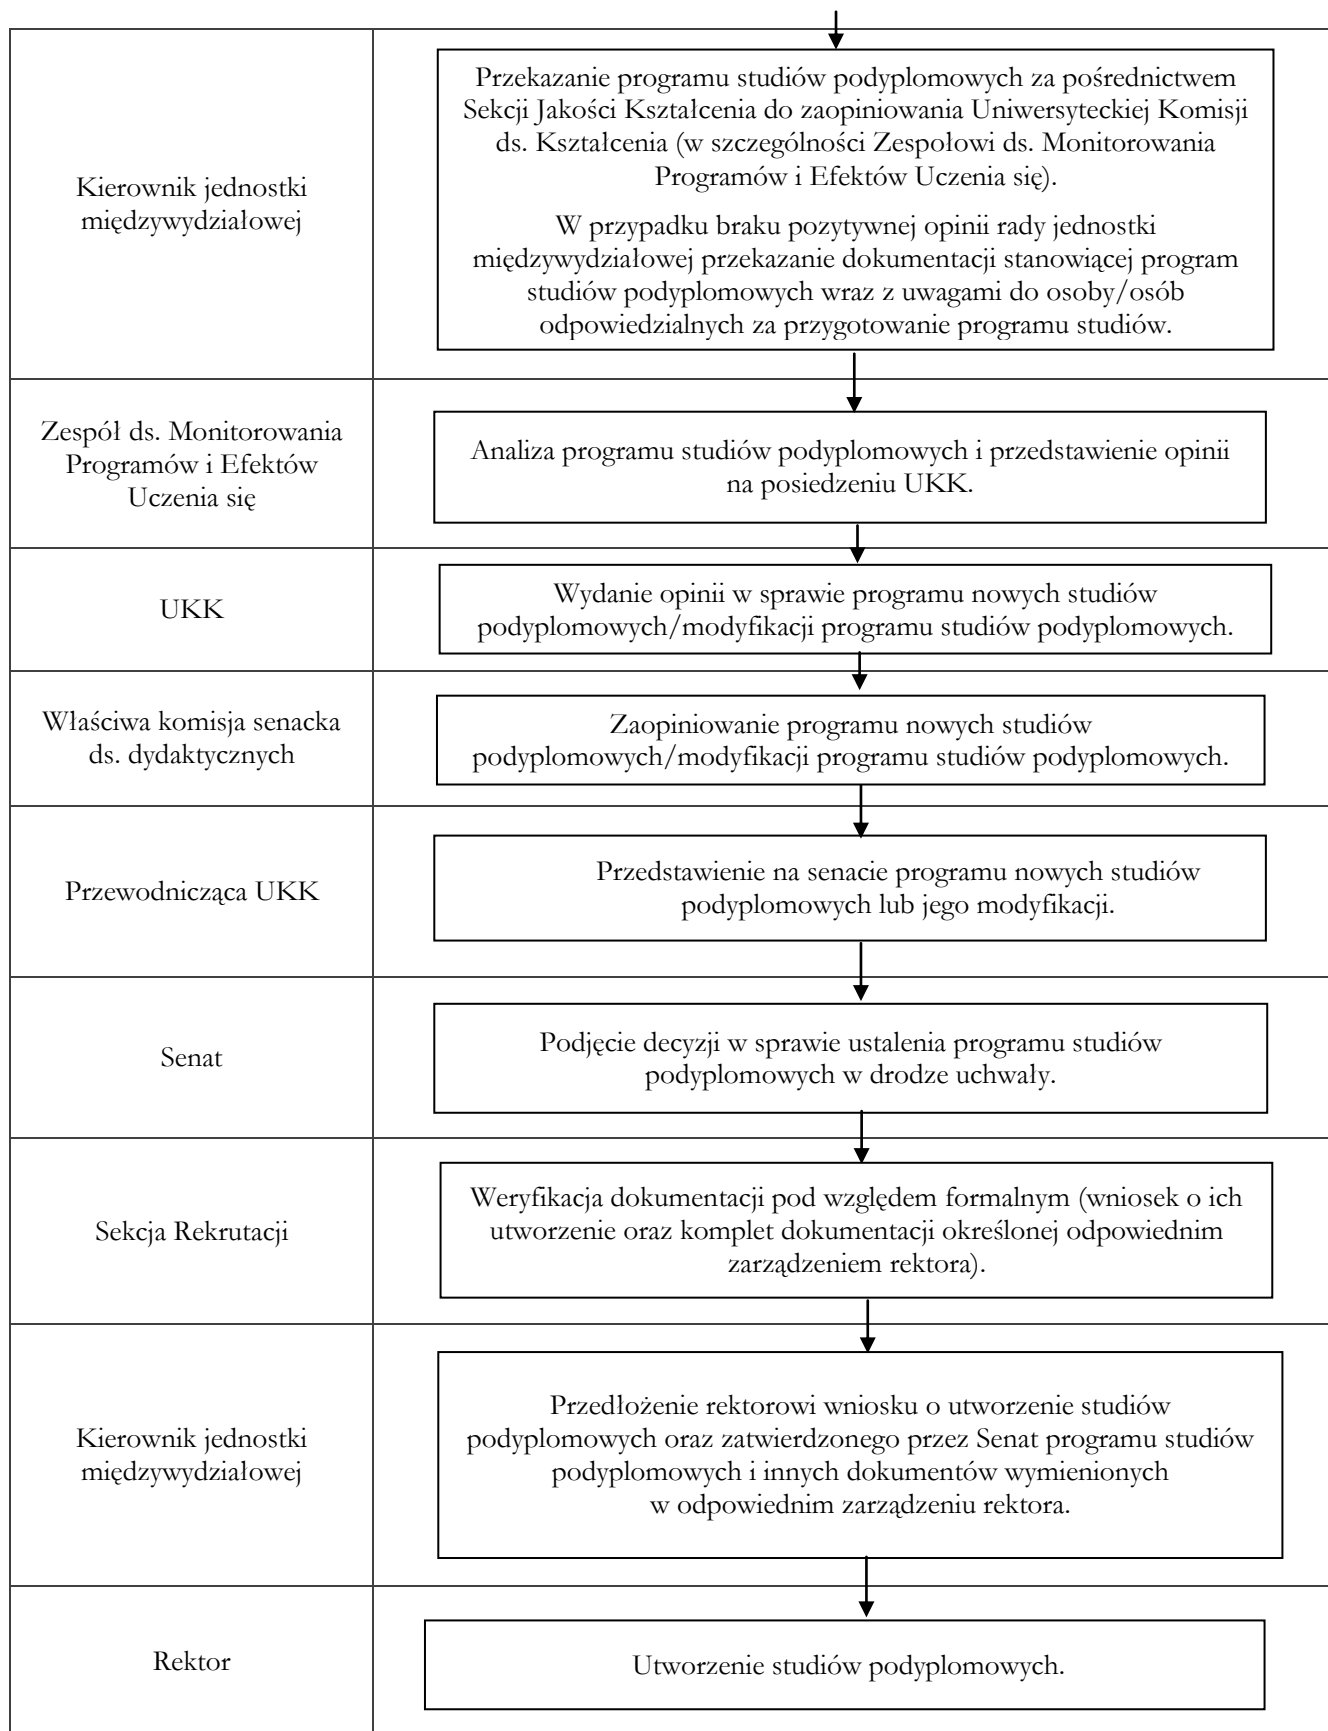 Kierownik jednostki
międzywydziałowej
Przekazanie programu studiów podyplomowych za pośrednictwem
Sekcji Jakości Kształcenia do zaopiniowania Uniwersyteckiej Komisji
ds. Kształcenia (w szczególności Zespołowi ds. Monitorowania
Programów i Efektów Uczenia się).
W przypadku braku pozytywnej opinii rady jednostki
międzywydziałowej przekazanie dokumentacji stanowiącej program
studiów podyplomowych wraz z uwagami do osoby/osób
odpowiedzialnych za przygotowanie programu studiów.
Zespół ds. Monitorowania
Programów i Efektów
Uczenia się
Analiza programu studiów podyplomowych i przedstawienie opinii
na posiedzeniu UKK.
UKK
Wydanie opinii w sprawie programu nowych studiów
podyplomowych/modyfikacji programu studiów podyplomowych.
Właściwa komisja senacka
ds. dydaktycznych
Zaopiniowanie programu nowych studiów
podyplomowych/modyfikacji programu studiów podyplomowych.
Przewodnicząca UKK
Przedstawienie na senacie programu nowych studiów
podyplomowych lub jego modyfikacji.
Senat
Podjęcie decyzji w sprawie ustalenia programu studiów
podyplomowych w drodze uchwały.
Sekcja Rekrutacji
Weryfikacja dokumentacji pod względem formalnym (wniosek o ich
utworzenie oraz komplet dokumentacji określonej odpowiednim
zarządzeniem rektora).
Kierownik jednostki
międzywydziałowej
Przedłożenie rektorowi wniosku o utworzenie studiów
podyplomowych oraz zatwierdzonego przez Senat programu studiów
podyplomowych i innych dokumentów wymienionych
w odpowiednim zarządzeniu rektora.
Rektor
Utworzenie studiów podyplomowych.